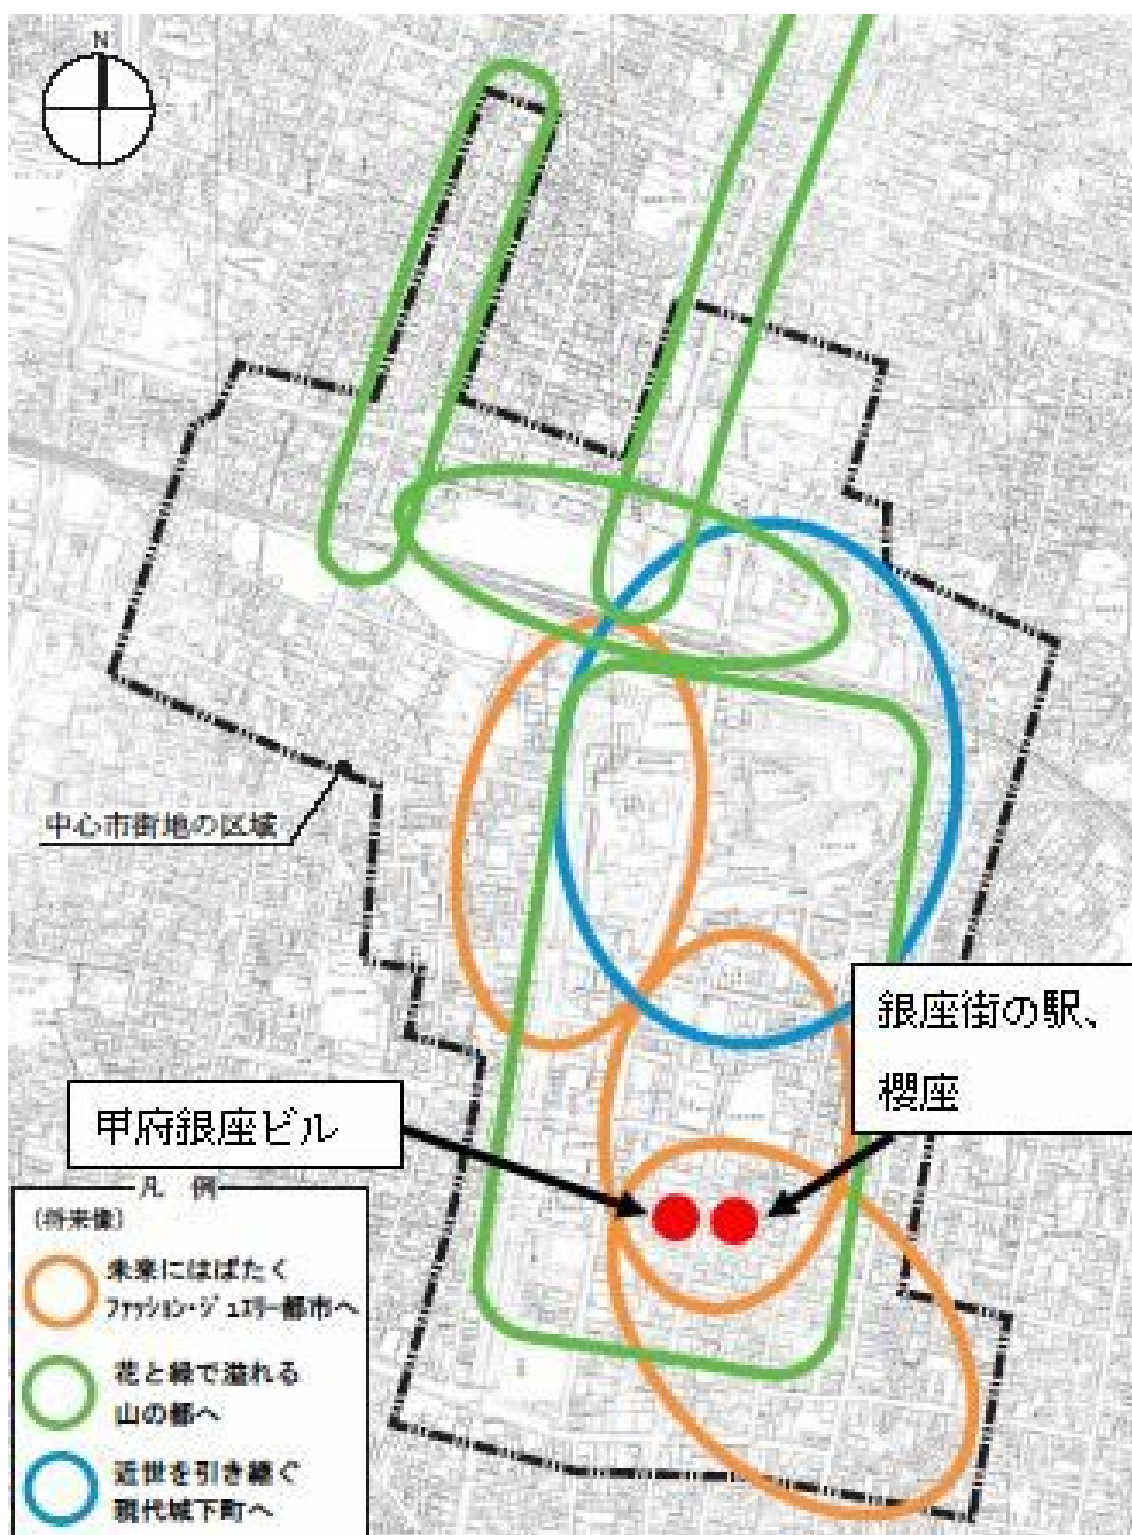 N
中心市街地の区域
銀座街の駅、
櫻座
甲府銀座ビル
凡 例
(将来像)
未来にはばたく
ファッション・ジュエリー都市へ
花と緑で溢れる
山の都へ
近世を引き継ぐ
現代城下町へ